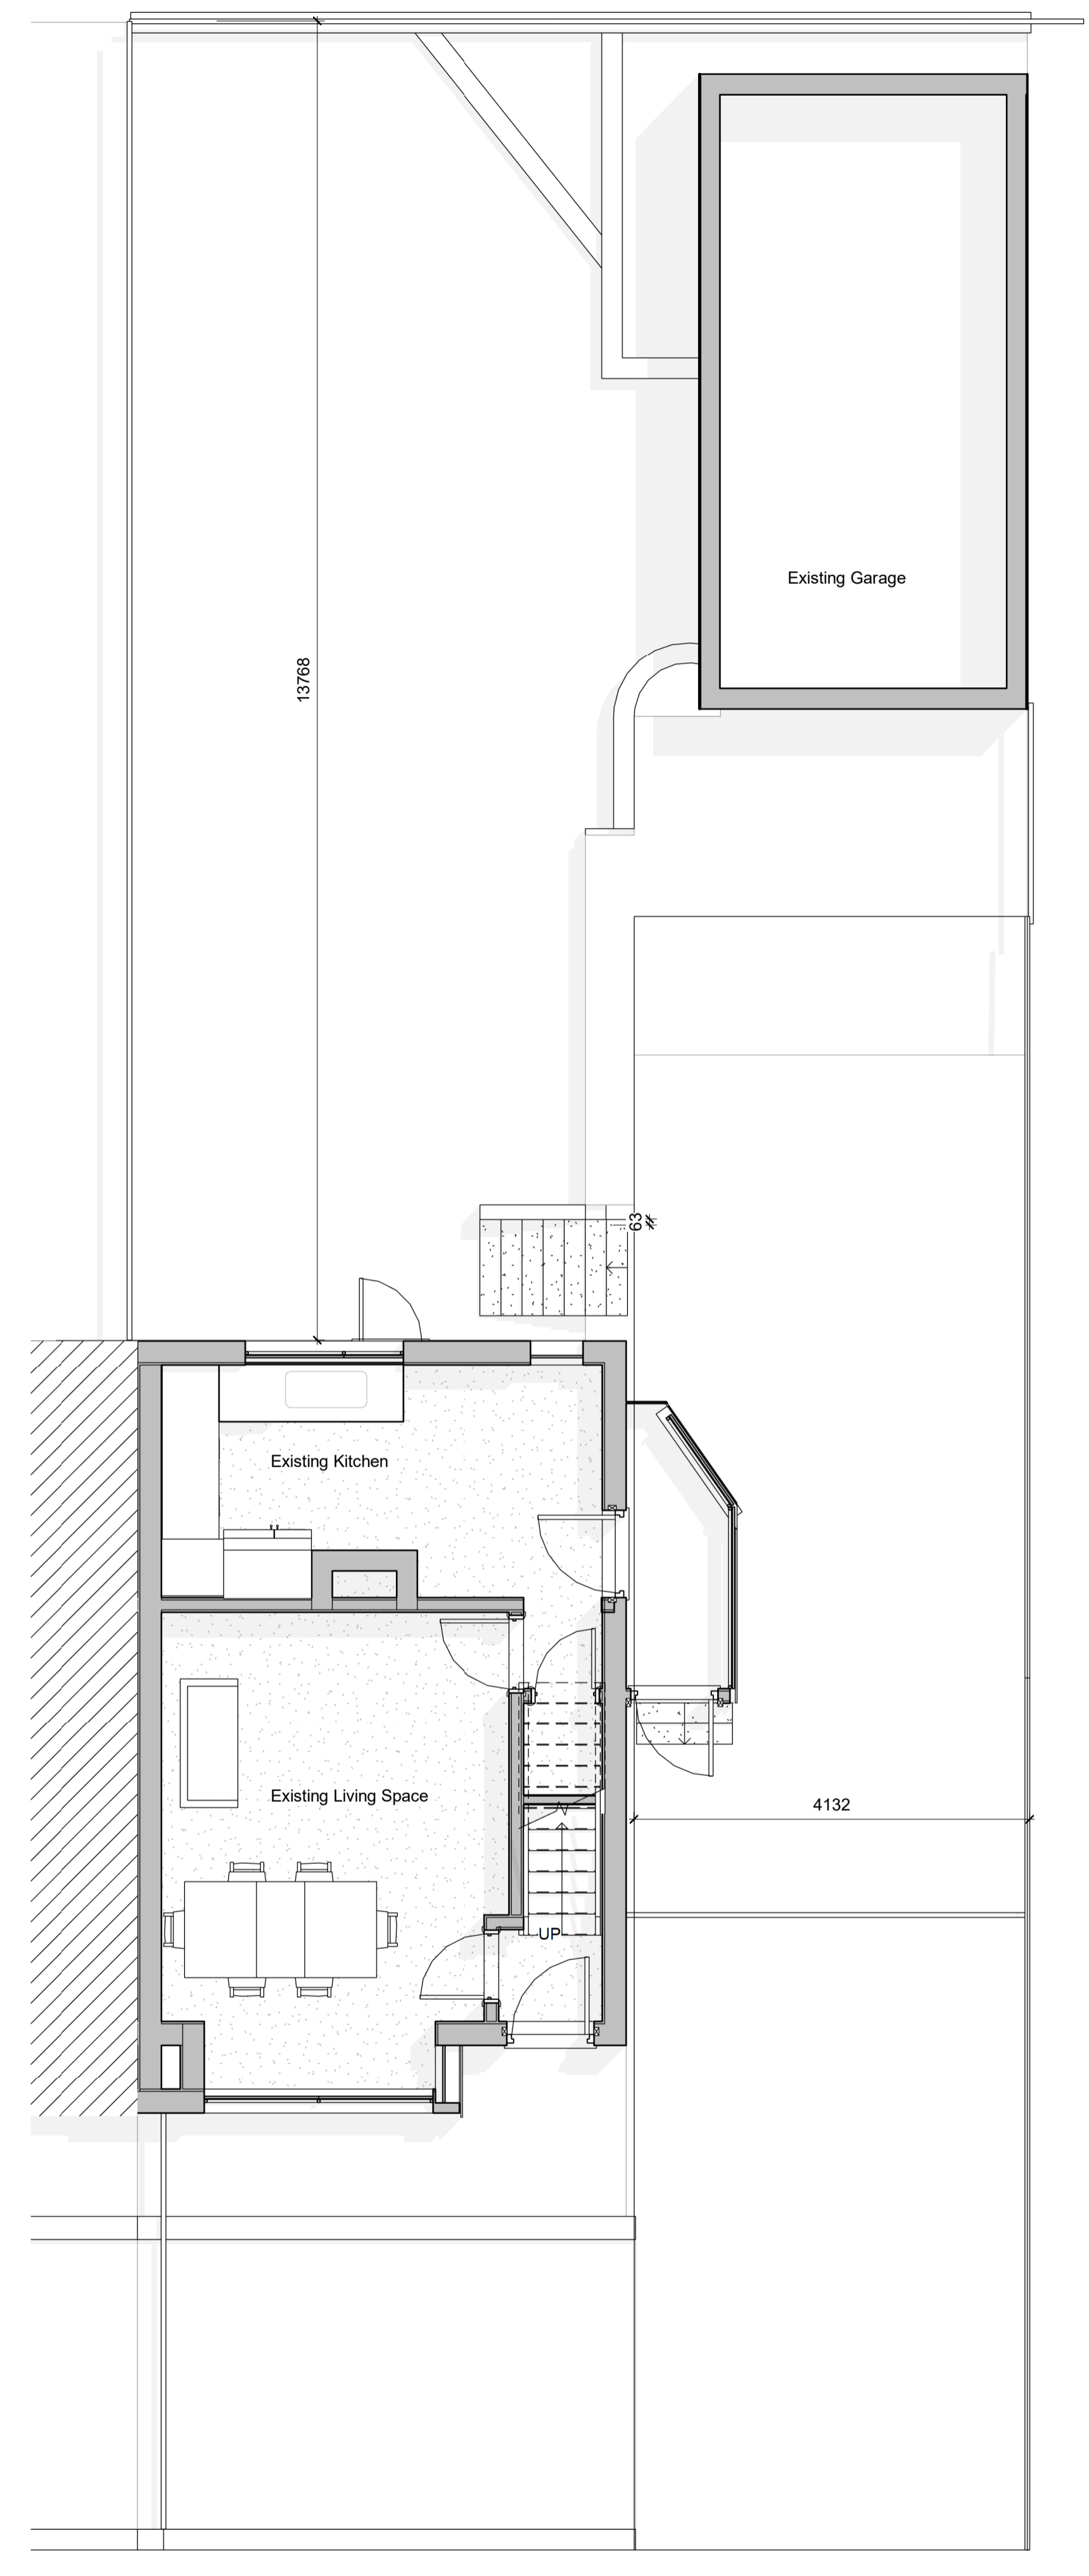 Existing Garage
13768
63
Existing Kitchen
Existing Living Space
4132
UP